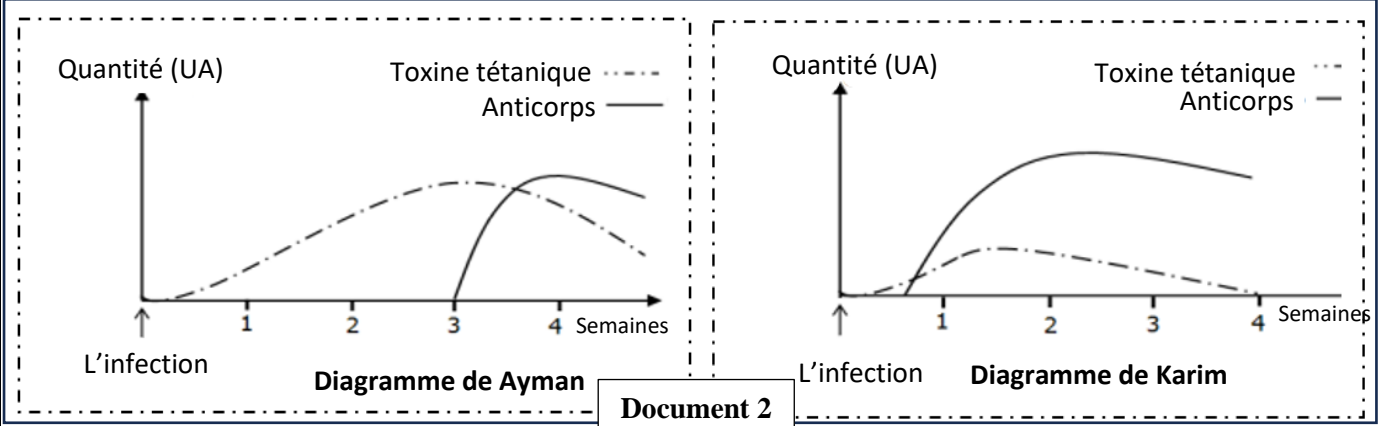 Quantité (UA)
Toxine tétanique
Anticorps
1 2 3 4 Semaines
L’infection
Diagramme de Ayman
Quantité (UA)
Toxine tétanique
Anticorps
1 2 3 4 Semaines
L’infection
Diagramme de Karim
Document 2